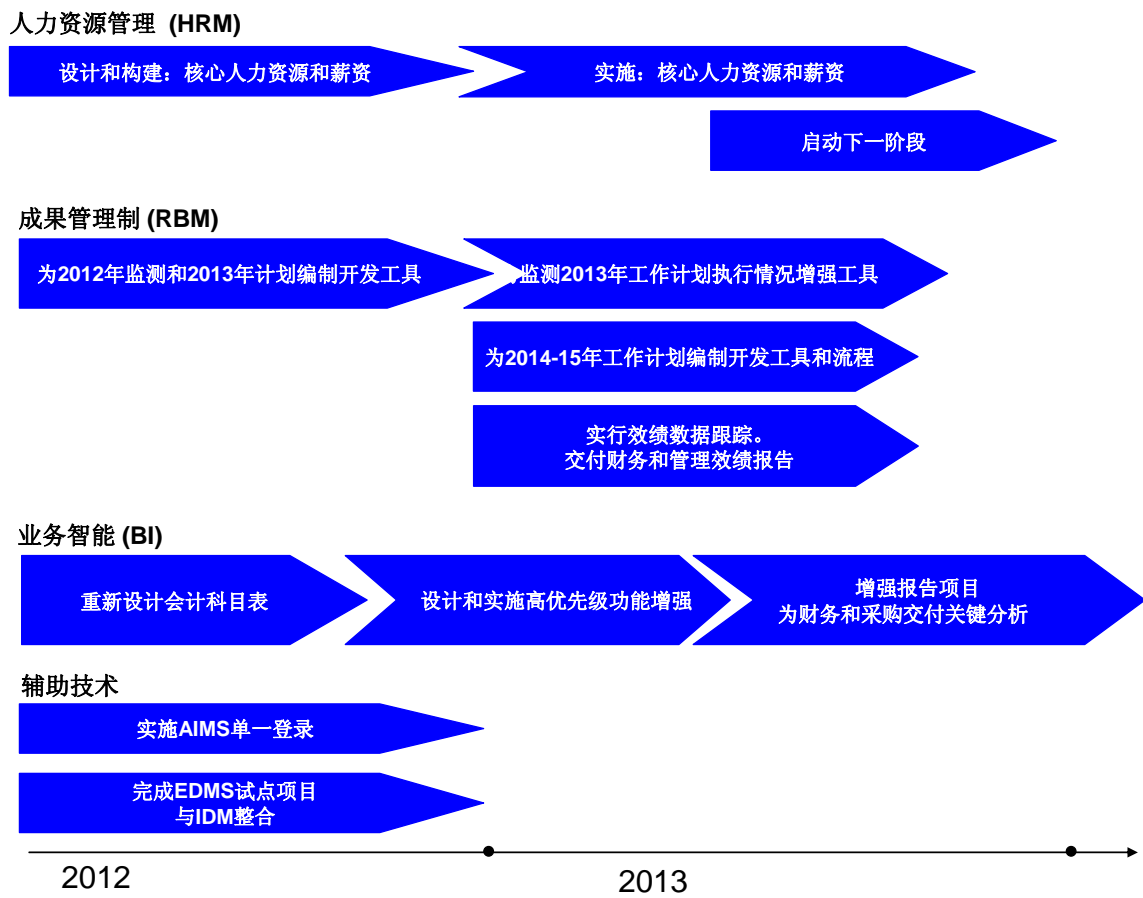 人力资源管理 (HRM)
设计和构建：核心人力资源和薪资
实施：核心人力资源和薪资
启动下一阶段
成果管理制 (RBM)
为2012年监测和2013年计划编制开发工具
监测2013年工作计划执行情况增强工具
为2014-15年工作计划编制开发工具和流程
实行效绩数据跟踪。
交付财务和管理效绩报告
业务智能 (BI)
重新设计会计科目表
设计和实施高优先级功能增强
增强报告项目
为财务和采购交付关键分析
辅助技术
实施AIMS单一登录
完成EDMS试点项目
与IDM整合
2012
2013